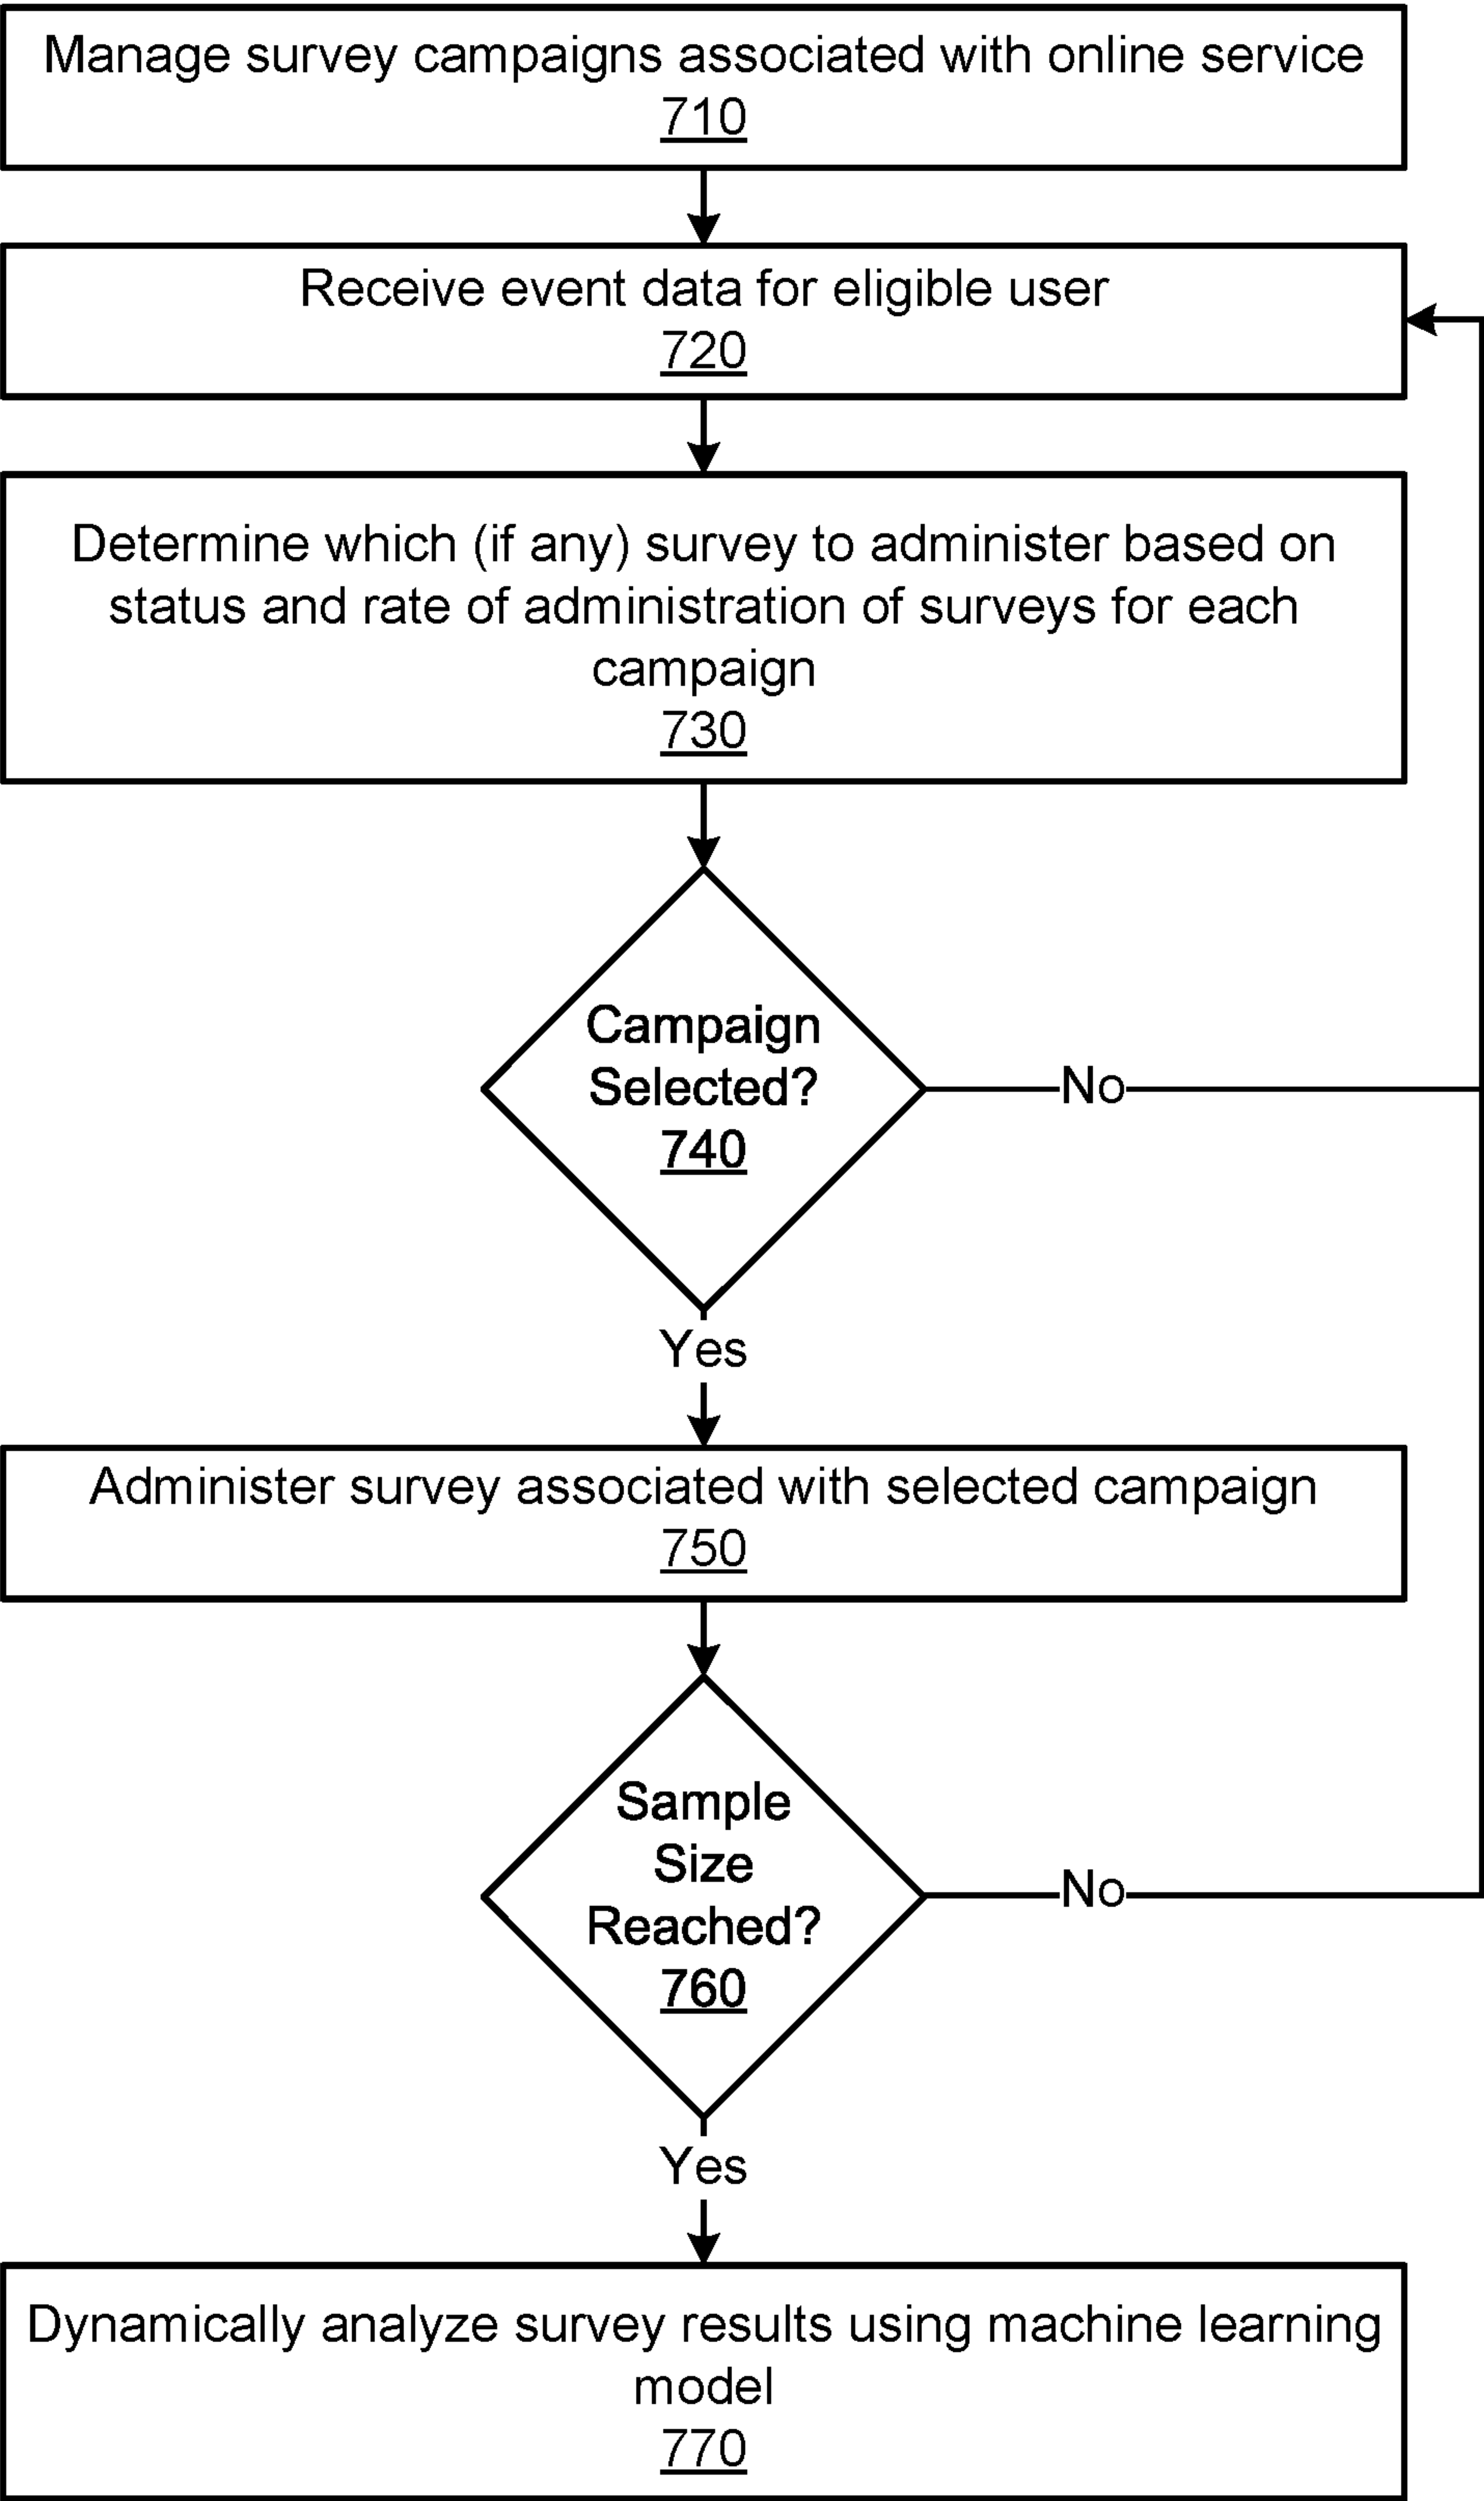 Manage survey campaigns associated with online service
710
Receive event data for eligible user
720
Determine which (if any) survey to administer based on
status and rate of administration of surveys for each
campaign
730
Campaign
Selected?
740
No
Yes
Administer survey associated with selected campaign
750
Sample
Size
Reached?
760
No
Yes
Dynamically analyze survey results using machine learning
model
770